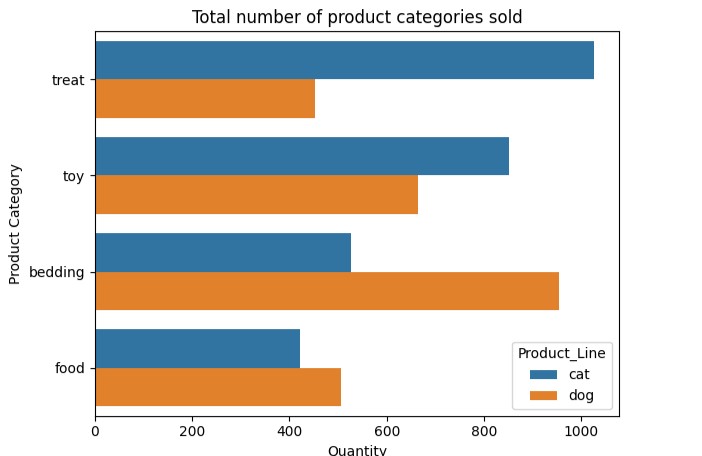 Total number of product categories sold
treat
toy
bedding
food
Product Category
0 200 400 600 800 1000
Quantity
Product_Line
cat
dog